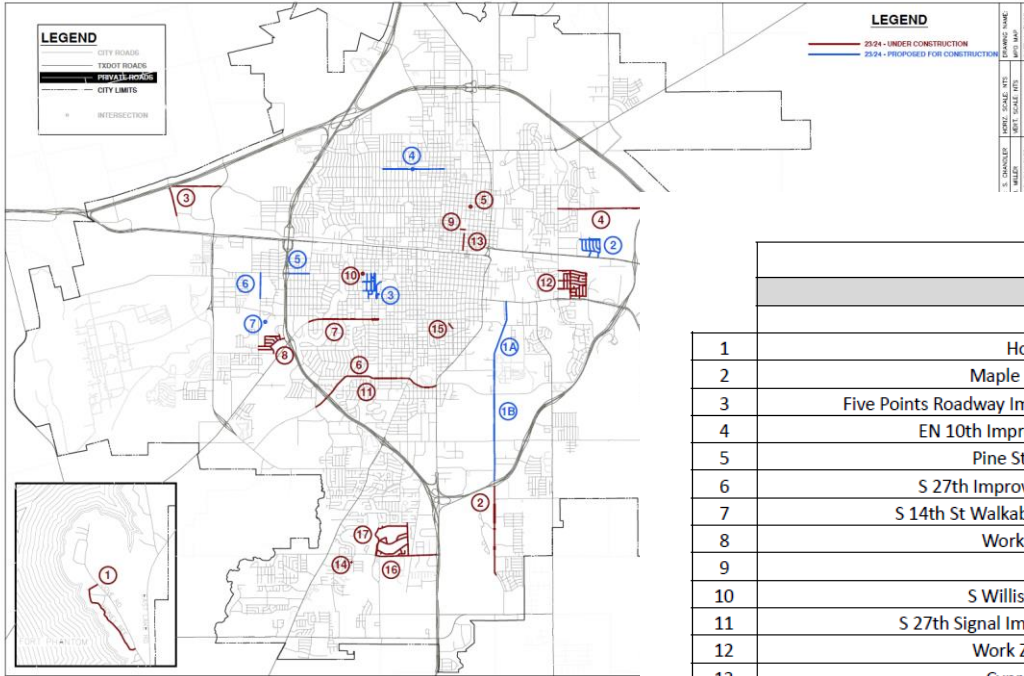 LEGEND
CITY ROADS
TXDOT ROADS
PRIVATE ROADS
CITY LIMITS
INTERSECTION
LEGEND
23/24 - UNDER CONSTRUCTION
23/24 - PROPOSED FOR CONSTRUCTION
DRAWING NAME:
MPO MAP
HORIZ. SCALE: NTS
VERT. SCALE: NTS
S. CHANDLER
MILLER
4
3
5
9
13
4
2
5
6
10
3
12
7
7
15
8
1A
6
11
1B
2
17
14
16
1
PHANTOM
1 Ho
2 Maple
3 Five Points Roadway Im
4 EN 10th Impr
5 Pine St
6 S 27th Improv
7 S 14th St Walkab
8 Work
9
10 S Willis
11 S 27th Signal Im
12 Work Z